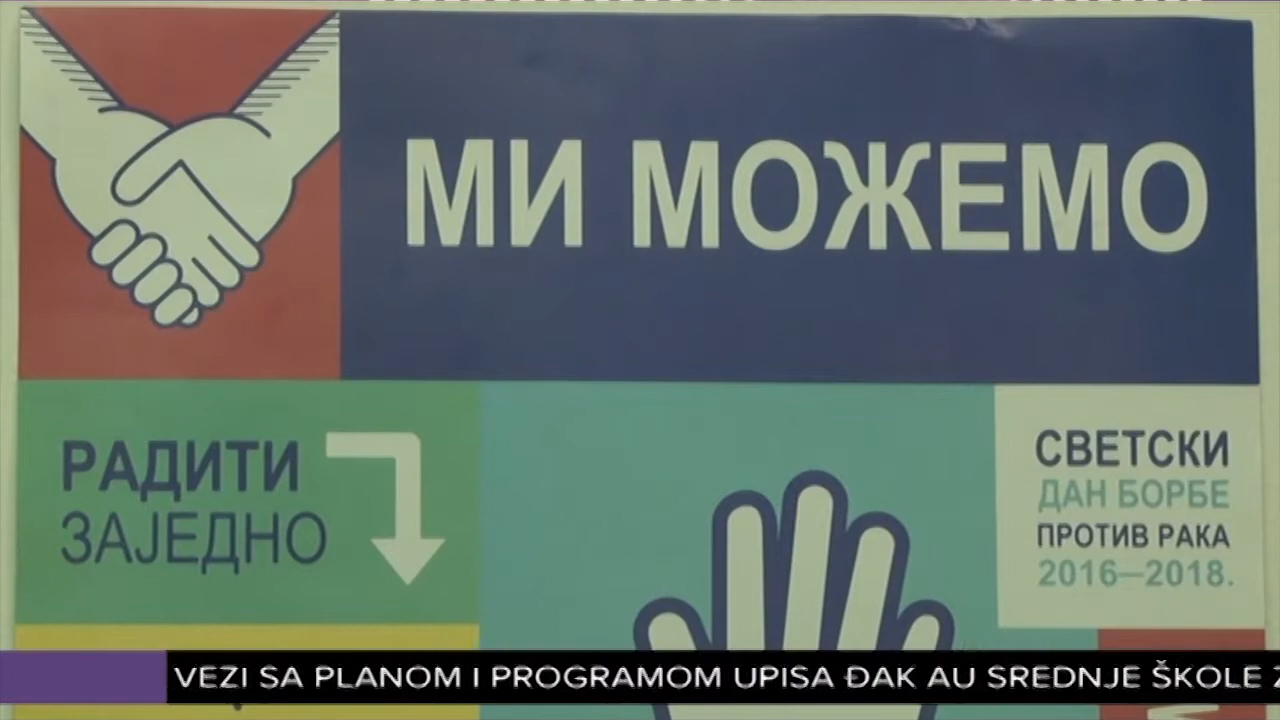 МИ МОЖЕМО
РАДИТИ
ЗАЈЕДНО
СВЕТСКИ
ДАН БОРБЕ
ПРОТИВ РАКА
2016—2018.
VEZI SA PLANOM I PROGRAMOM UPISA ĐAK AU SREDNJE ŠKOLE